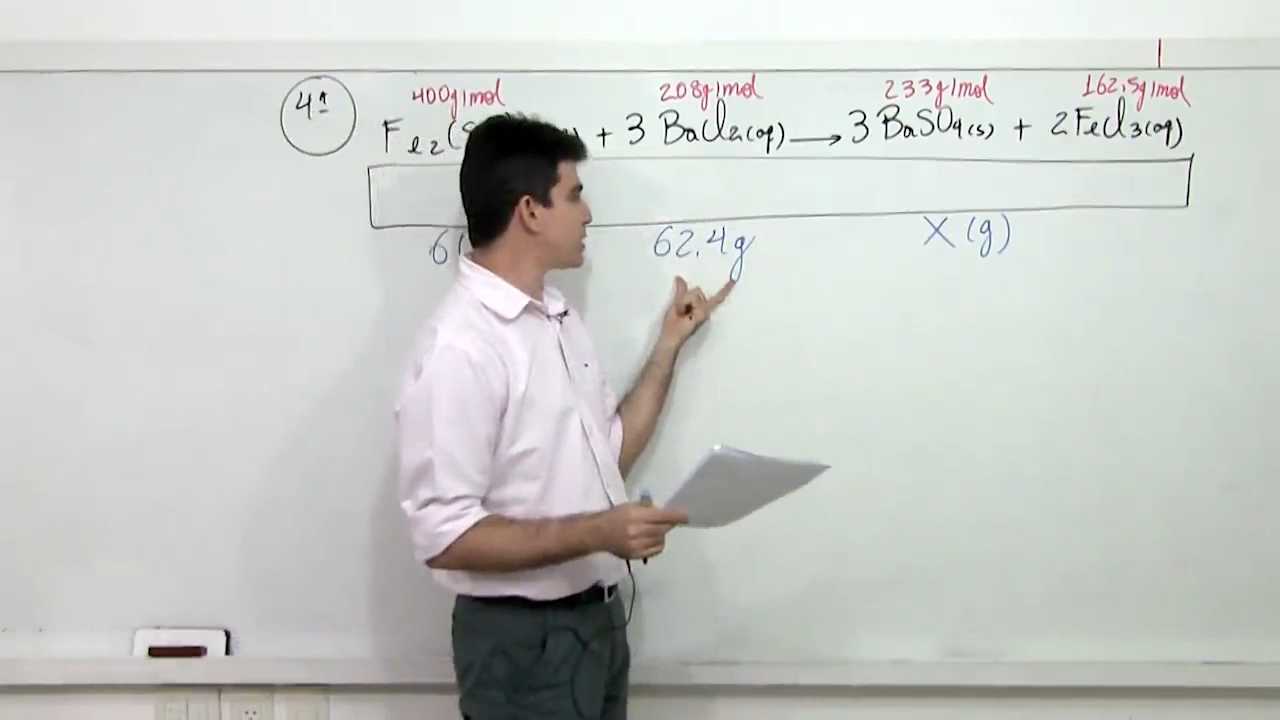 4ª
400g/mol 208g/mol 233g/mol 162,5g/mol
Fe2(S + 3 BaCl2(aq) → 3 BaSO4(s) + 2 FeCl3(aq)
62,4g X (g)